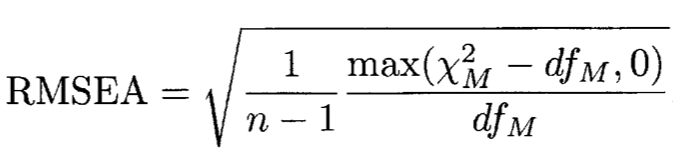 RMSEA = \sqrt{\frac{1}{n-1} \frac{\max(\chi^2_M - df_M, 0)}{df_M}}